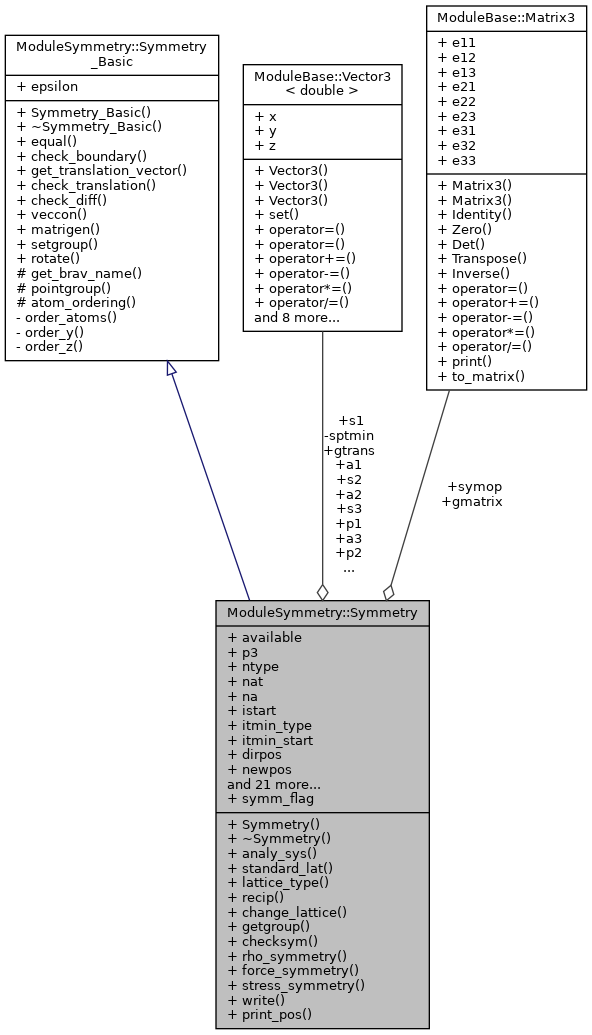 ModuleSymmetry::Symmetry
_Basic
+ epsilon
+ Symmetry_Basic()
+ ~Symmetry_Basic()
+ equal()
+ check_boundary()
+ get_translation_vector()
+ check_translation()
+ check_diff()
+ veccon()
+ matrigen()
+ setgroup()
+ rotate()
# get_brav_name()
# pointgroup()
# atom_ordering()
- order_atoms()
- order_y()
- order_z()
ModuleBase::Vector3
< double >
+ x
+ y
+ z
+ Vector3()
+ Vector3()
+ Vector3()
+ set()
+ operator=()
+ operator=()
+ operator+=()
+ operator-=()
+ operator*=()
+ operator/=()
and 8 more...
ModuleBase::Matrix3
+ e11
+ e12
+ e13
+ e21
+ e22
+ e23
+ e31
+ e32
+ e33
+ Matrix3()
+ Matrix3()
+ Identity()
+ Zero()
+ Det()
+ Transpose()
+ Inverse()
+ operator=()
+ operator+=()
+ operator-=()
+ operator*=()
+ operator/=()
+ print()
+ to_matrix()
+s1
-sptmin
+gtrans
+a1
+s2
+a2
+s3
+p1
+a3
+p2
...
+symop
+gmatrix
ModuleSymmetry::Symmetry
+ available
+ p3
+ ntype
+ nat
+ na
+ istart
+ itmin_type
+ itmin_start
+ dirpos
+ newpos
and 21 more...
+ symm_flag
+ Symmetry()
+ ~Symmetry()
+ analy_sys()
+ standard_lat()
+ lattice_type()
+ recip()
+ change_lattice()
+ getgroup()
+ checksym()
+ rho_symmetry()
+ force_symmetry()
+ stress_symmetry()
+ write()
+ print_pos()